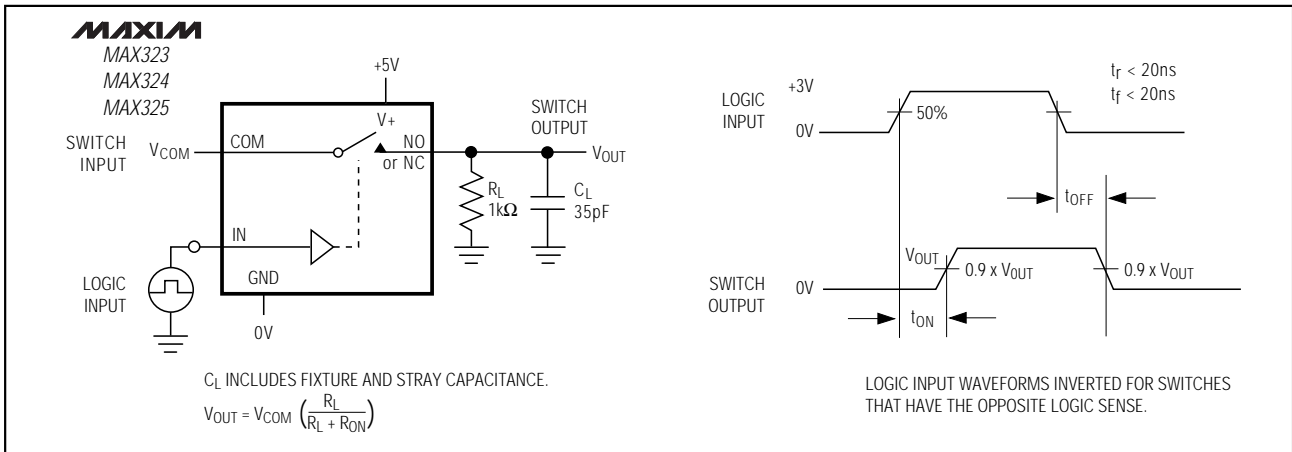 MAXIM
MAX323
MAX324
MAX325
+5V
V+
SWITCH
INPUT
VCOM
COM
NO
or NC
SWITCH
OUTPUT
VOUT
RL
1kΩ
CL
35pF
IN
GND
LOGIC
INPUT
0V
CL INCLUDES FIXTURE AND STRAY CAPACITANCE.
VOUT = VCOM (RL / RL + RON)
tr < 20ns
tf < 20ns
LOGIC
INPUT
+3V
0V
50%
tOFF
SWITCH
OUTPUT
VOUT
0V
0.9 x VOUT
0.9 x VOUT
tON
LOGIC INPUT WAVEFORMS INVERTED FOR SWITCHES
THAT HAVE THE OPPOSITE LOGIC SENSE.